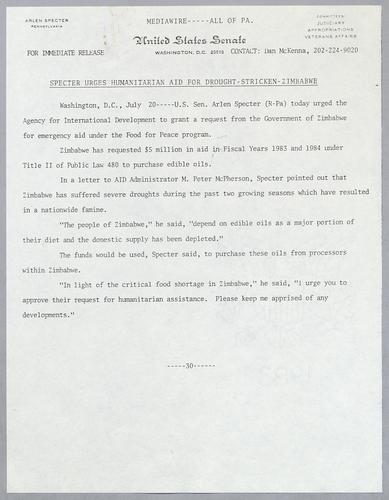 ARLEN SPECTER
PENNSYLVANIA
MEDIAWIRE-----ALL OF PA.
COMMITTEES:
JUDICIARY
APPROPRIATIONS
VETERANS AFFAIRS
United States Senate
WASHINGTON, D.C. 20510
FOR IMMEDIATE RELEASE
CONTACT: Dan McKenna, 202-224-9020
SPECTER URGES HUMANITARIAN AID FOR DROUGHT-STRICKEN-ZIMBABWE
Washington, D.C., July 20-----U.S. Sen. Arlen Specter (R-Pa) today urged the
Agency for International Development to grant a request from the Government of Zimbabwe
for emergency aid under the Food for Peace program.
Zimbabwe has requested $5 million in aid in Fiscal Years 1983 and 1984 under
Title II of Public Law 480 to purchase edible oils.
In a letter to AID Administrator M. Peter McPherson, Specter pointed out that
Zimbabwe has suffered severe droughts during the past two growing seasons which have resulted
in a nationwide famine.
"The people of Zimbabwe," he said, "depend on edible oils as a major portion of
their diet and the domestic supply has been depleted."
The funds would be used, Specter said, to purchase these oils from processors
within Zimbabwe.
"In light of the critical food shortage in Zimbabwe," he said, "I urge you to
approve their request for humanitarian assistance. Please keep me apprised of any
developments."
-----30------